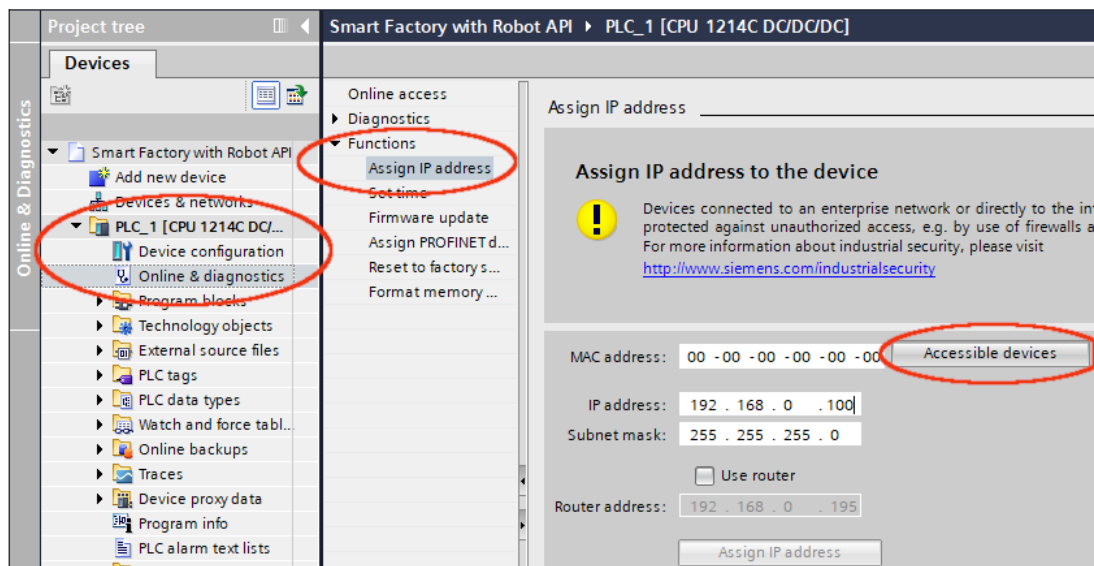 Project tree
Smart Factory with Robot API ▸ PLC_1 [CPU 1214C DC/DC/DC]
Devices
Online & Diagnostics
Smart Factory with Robot API
Add new device
Devices & networks
PLC_1 [CPU 1214C DC/...
Device configuration
Online & diagnostics
Program blocks
Technology objects
External source files
PLC tags
PLC data types
Watch and force tabl...
Online backups
Traces
Device proxy data
Program info
PLC alarm text lists
Online access
Diagnostics
Functions
Assign IP address
Set time
Firmware update
Assign PROFINET d...
Reset to factory s...
Format memory ...
Assign IP address
Assign IP address to the device
Devices connected to an enterprise network or directly to the
protected against unauthorized access, e.g. by use of firewalls
For more information about industrial security, please visit
http://www.siemens.com/industrialsecurity
MAC address: 00 -00 -00 -00 -00 -00 Accessible devices
IP address: 192 . 168 . 0 . 100
Subnet mask: 255 . 255 . 255 . 0
Use router
Router address: 192 . 168 . 0 . 195
Assign IP address